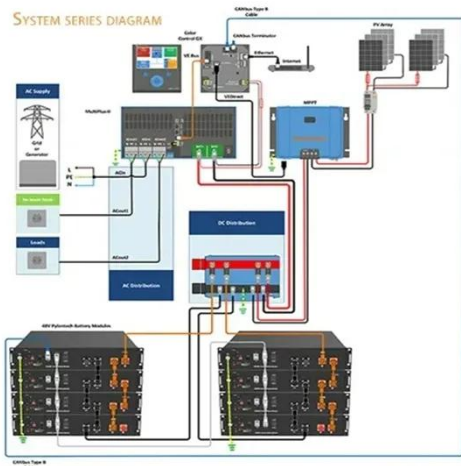 SYSTEM SERIES DIAGRAM
CANbus Type B
Cable
PV Array
Color
Control GX
CANbus Terminator
VE Bus
Ethernet
Internet
AC Supply
VEDirect
MPPT
MultiPlus-II
Grid
or
Generator
L
PE
N
ACin
ACout1
Loads
ACout2
DC Distribution
AC Distribution
48V Pylontech Battery Modules
CANbus Type B